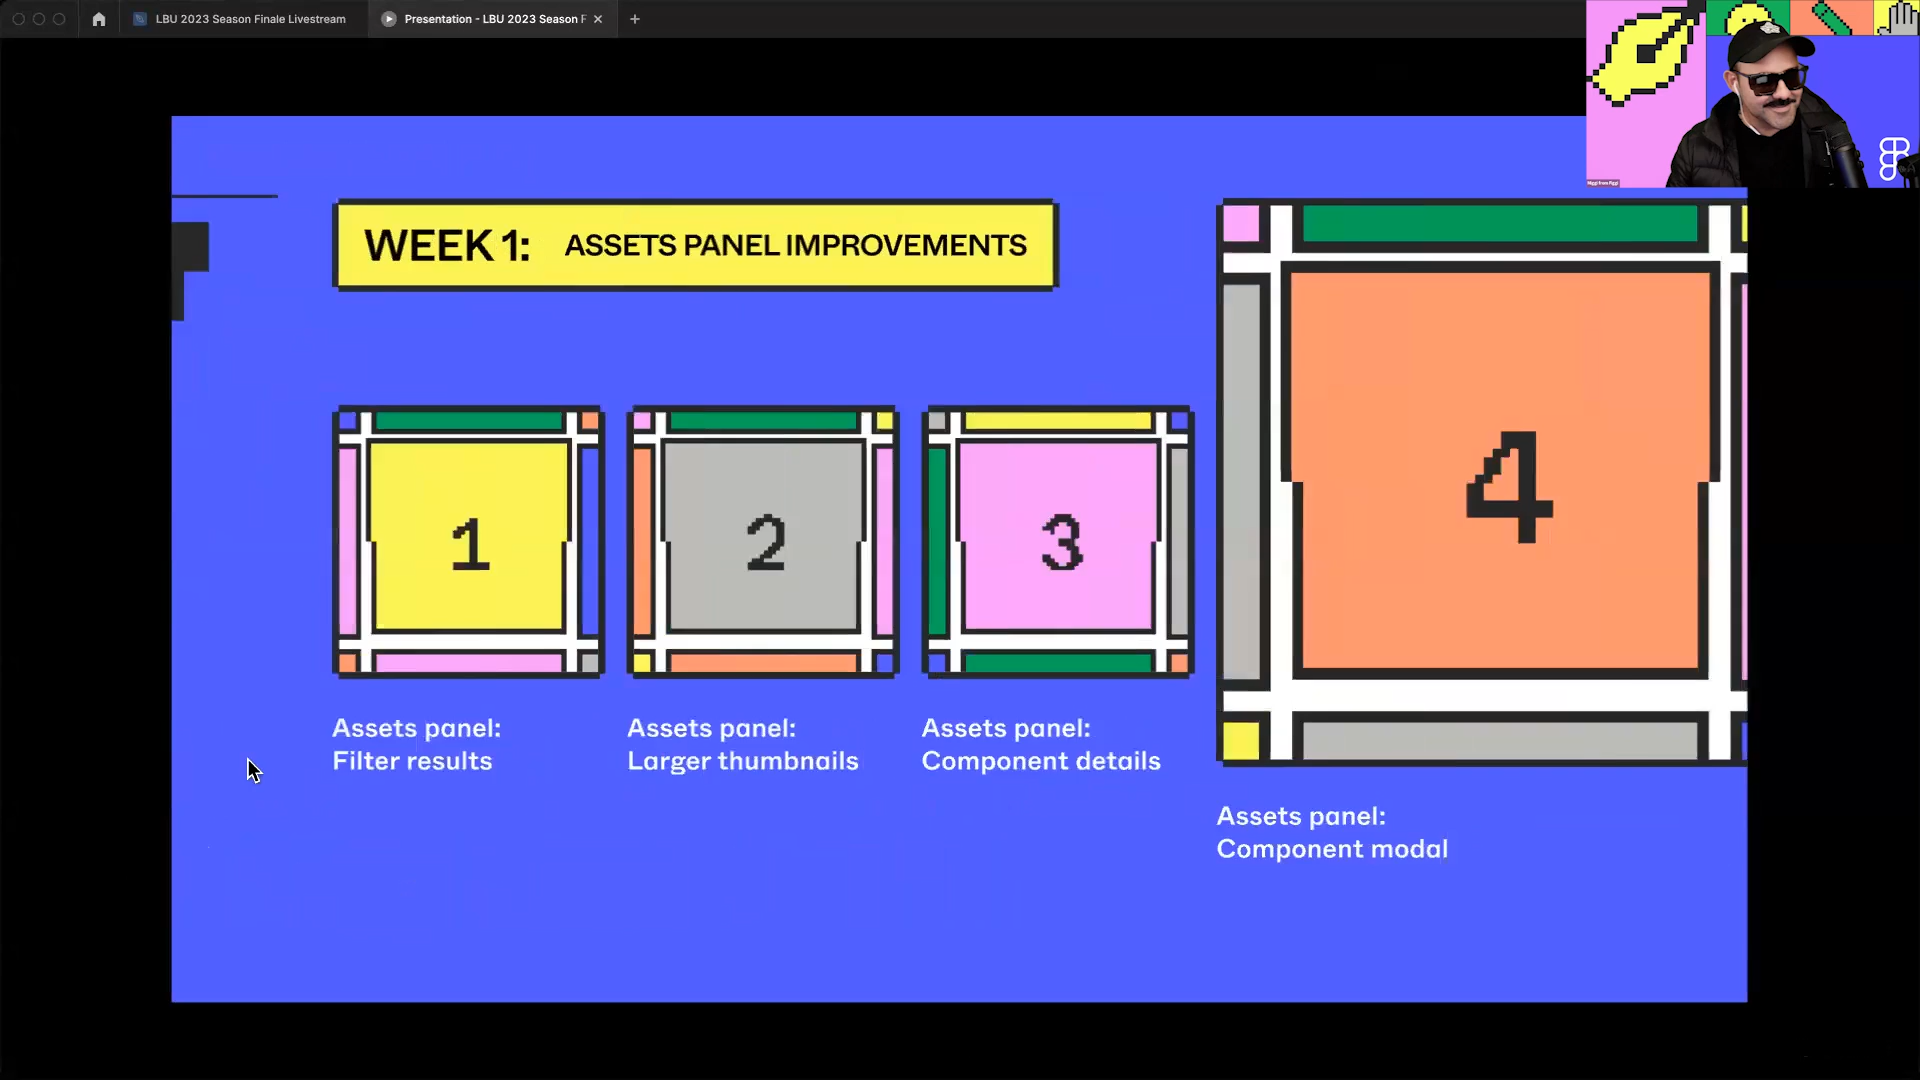 LBU 2023 Season Finale Livestream
Presentation - LBU 2023 Season F
WEEK 1: ASSETS PANEL IMPROVEMENTS
1
2
3
4
Assets panel:
Filter results
Assets panel:
Larger thumbnails
Assets panel:
Component details
Assets panel:
Component modal